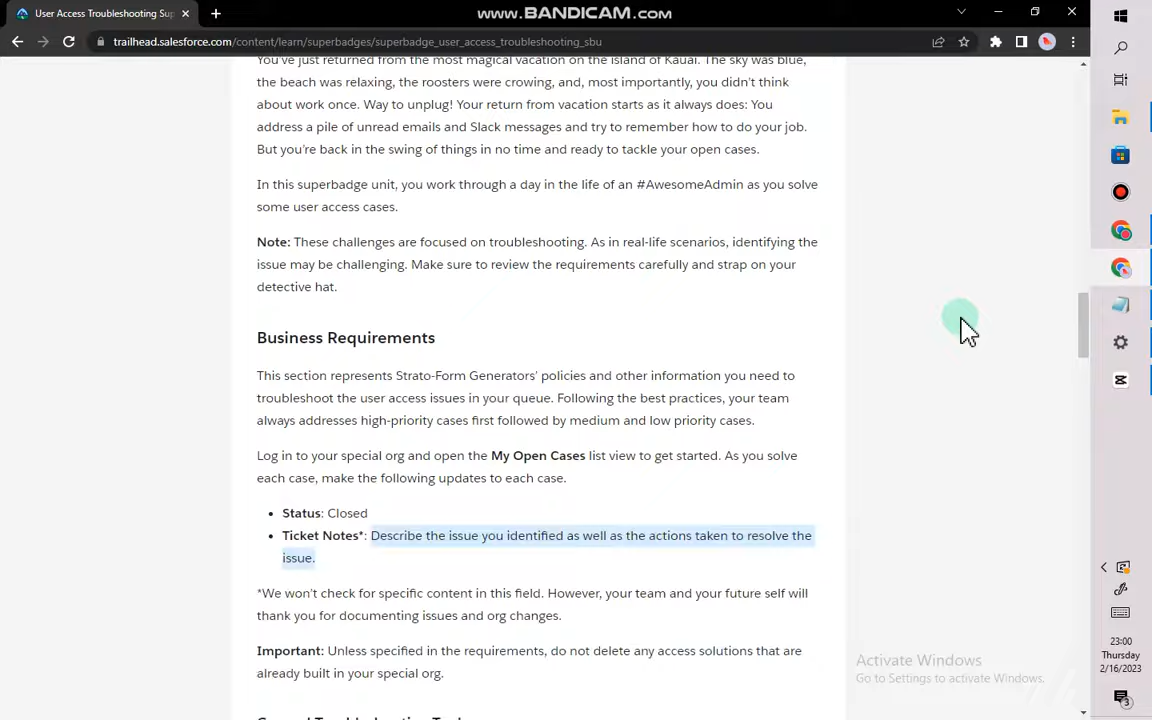 User Access Troubleshooting Sup
www.BANDICAM.com
trailhead.salesforce.com/content/learn/superbadges/superbadge_user_access_troubleshooting_sbu
You've just returned from the most magical vacation on the island of Kauai. The sky was blue,
the beach was relaxing, the roosters were crowing, and, most importantly, you didn't think
about work once. Way to unplug! Your return from vacation starts as it always does: You
address a pile of unread emails and Slack messages and try to remember how to do your job.
But you're back in the swing of things in no time and ready to tackle your open cases.
In this superbadge unit, you work through a day in the life of an #AwesomeAdmin as you solve
some user access cases.
Note: These challenges are focused on troubleshooting. As in real-life scenarios, identifying the
issue may be challenging. Make sure to review the requirements carefully and strap on your
detective hat.
Business Requirements
This section represents Strato-Form Generators' policies and other information you need to
troubleshoot the user access issues in your queue. Following the best practices, your team
always addresses high-priority cases first followed by medium and low priority cases.
Log in to your special org and open the My Open Cases list view to get started. As you solve
each case, make the following updates to each case.
• Status: Closed
• Ticket Notes*: Describe the issue you identified as well as the actions taken to resolve the
issue.
*We won't check for specific content in this field. However, your team and your future self will
thank you for documenting issues and org changes.
Important: Unless specified in the requirements, do not delete any access solutions that are
already built in your special org.
Activate Windows
Go to Settings to activate Windows.
23:00
Thursday
2/16/2023
3